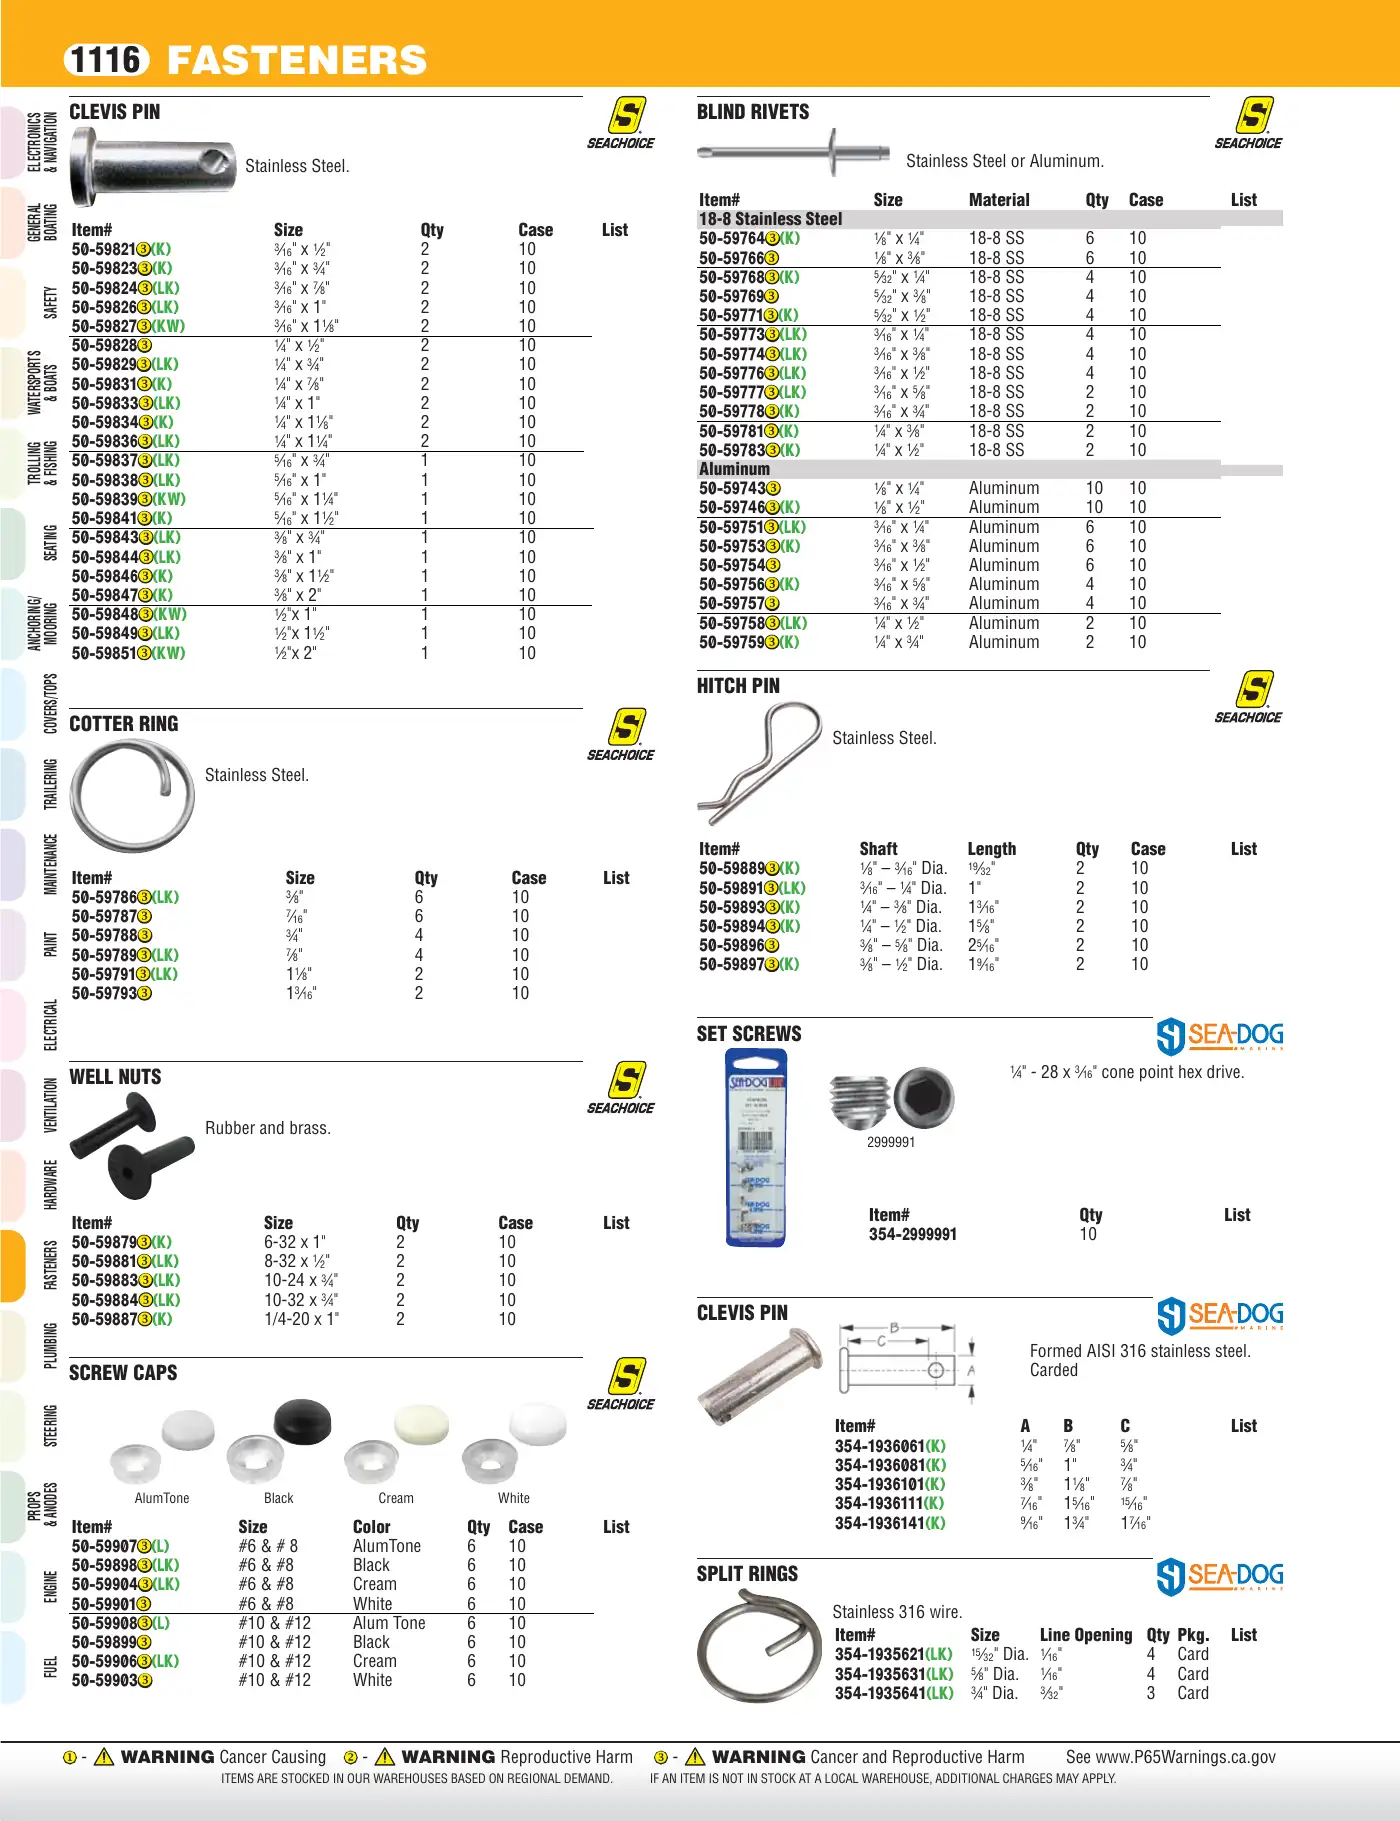 1116 FASTENERS
ELECTRONICS
& NAVIGATION
GENERAL
BOATING
SAFETY
WATERSPORTS
& BOATS
TROLLING
& FISHING
SEATING
ANCHORING/
MOORING
COVERS/TOPS
TRAILERING
MAINTENANCE
PAINT
ELECTRICAL
VENTILATION
HARDWARE
FASTENERS
PLUMBING
STEERING
PROPS
& ANODES
ENGINE
FUEL
CLEVIS PIN
SEACHOICE
Stainless Steel.
Item# Size Qty Case List
50-59821③(K) 3⁄16" x 1⁄2" 2 10
50-59823③(K) 3⁄16" x 3⁄4" 2 10
50-59824③(LK) 3⁄16" x 7⁄8" 2 10
50-59826③(LK) 3⁄16" x 1" 2 10
50-59827③(KW) 3⁄16" x 11⁄8" 2 10
50-59828③ 1⁄4" x 1⁄2" 2 10
50-59829③(LK) 1⁄4" x 3⁄4" 2 10
50-59831③(K) 1⁄4" x 7⁄8" 2 10
50-59833③(LK) 1⁄4" x 1" 2 10
50-59834③(K) 1⁄4" x 11⁄8" 2 10
50-59836③(LK) 1⁄4" x 11⁄4" 2 10
50-59837③(LK) 5⁄16" x 3⁄4" 1 10
50-59838③(LK) 5⁄16" x 1" 1 10
50-59839③(KW) 5⁄16" x 11⁄4" 1 10
50-59841③(K) 5⁄16" x 11⁄2" 1 10
50-59843③(LK) 3⁄8" x 3⁄4" 1 10
50-59844③(LK) 3⁄8" x 1" 1 10
50-59846③(K) 3⁄8" x 11⁄2" 1 10
50-59847③(K) 3⁄8" x 2" 1 10
50-59848③(KW) 1⁄2"x 1" 1 10
50-59849③(LK) 1⁄2"x 11⁄2" 1 10
50-59851③(KW) 1⁄2"x 2" 1 10
COTTER RING
SEACHOICE
Stainless Steel.
Item# Size Qty Case List
50-59786③(LK) 3⁄8" 6 10
50-59787③ 7⁄16" 6 10
50-59788③ 3⁄4" 4 10
50-59789③(LK) 7⁄8" 4 10
50-59791③(LK) 11⁄8" 2 10
50-59793③ 13⁄16" 2 10
WELL NUTS
SEACHOICE
Rubber and brass.
Item# Size Qty Case List
50-59879③(K) 6-32 x 1" 2 10
50-59881③(LK) 8-32 x 1⁄2" 2 10
50-59883③(LK) 10-24 x 3⁄4" 2 10
50-59884③(LK) 10-32 x 3⁄4" 2 10
50-59887③(K) 1/4-20 x 1" 2 10
SCREW CAPS
SEACHOICE
AlumTone Black Cream White
Item# Size Color Qty Case List
50-59907③(L) #6 & # 8 AlumTone 6 10
50-59898③(LK) #6 & #8 Black 6 10
50-59904③(LK) #6 & #8 Cream 6 10
50-59901③ #6 & #8 White 6 10
50-59908③(L) #10 & #12 Alum Tone 6 10
50-59899③ #10 & #12 Black 6 10
50-59906③(LK) #10 & #12 Cream 6 10
50-59903③ #10 & #12 White 6 10
BLIND RIVETS
SEACHOICE
Stainless Steel or Aluminum.
Item# Size Material Qty Case List
18-8 Stainless Steel
50-59764③(K) 1⁄8" x 1⁄4" 18-8 SS 6 10
50-59766③ 1⁄8" x 3⁄8" 18-8 SS 6 10
50-59768③(K) 5⁄32" x 1⁄4" 18-8 SS 4 10
50-59769③ 5⁄32" x 3⁄8" 18-8 SS 4 10
50-59771③(K) 5⁄32" x 1⁄2" 18-8 SS 4 10
50-59773③(LK) 3⁄16" x 1⁄4" 18-8 SS 4 10
50-59774③(LK) 3⁄16" x 3⁄8" 18-8 SS 4 10
50-59776③(LK) 3⁄16" x 1⁄2" 18-8 SS 4 10
50-59777③(LK) 3⁄16" x 5⁄8" 18-8 SS 2 10
50-59778③(K) 3⁄16" x 3⁄4" 18-8 SS 2 10
50-59781③(K) 1⁄4" x 3⁄8" 18-8 SS 2 10
50-59783③(K) 1⁄4" x 1⁄2" 18-8 SS 2 10
Aluminum
50-59743③ 1⁄8" x 1⁄4" Aluminum 10 10
50-59746③(K) 1⁄8" x 1⁄2" Aluminum 10 10
50-59751③(LK) 3⁄16" x 1⁄4" Aluminum 6 10
50-59753③(K) 3⁄16" x 3⁄8" Aluminum 6 10
50-59754③ 3⁄16" x 1⁄2" Aluminum 6 10
50-59756③(K) 3⁄16" x 5⁄8" Aluminum 4 10
50-59757③ 3⁄16" x 3⁄4" Aluminum 4 10
50-59758③(LK) 1⁄4" x 1⁄2" Aluminum 2 10
50-59759③(K) 1⁄4" x 3⁄4" Aluminum 2 10
HITCH PIN
SEACHOICE
Stainless Steel.
Item# Shaft Length Qty Case List
50-59889③(K) 1⁄8" – 3⁄16" Dia. 19⁄32" 2 10
50-59891③(LK) 3⁄16" – 1⁄4" Dia. 1" 2 10
50-59893③(K) 1⁄4" – 3⁄8" Dia. 13⁄16" 2 10
50-59894③(K) 1⁄4" – 1⁄2" Dia. 15⁄8" 2 10
50-59896③ 3⁄8" – 5⁄8" Dia. 25⁄16" 2 10
50-59897③(K) 3⁄8" – 1⁄2" Dia. 19⁄16" 2 10
SET SCREWS
SEA-DOG
MARINE
1⁄4" - 28 x 3⁄16" cone point hex drive.
SEA-DOG LINE
2999991
Item# Qty List
354-2999991 10
CLEVIS PIN
SEA-DOG
MARINE
B
C
A
Formed AISI 316 stainless steel.
Carded
Item# A B C List
354-1936061(K) 1⁄4" 7⁄8" 5⁄8"
354-1936081(K) 5⁄16" 1" 3⁄4"
354-1936101(K) 3⁄8" 11⁄8" 7⁄8"
354-1936111(K) 7⁄16" 15⁄16" 15⁄16"
354-1936141(K) 9⁄16" 13⁄4" 17⁄16"
SPLIT RINGS
SEA-DOG
MARINE
Stainless 316 wire.
Item# Size Line Opening Qty Pkg. List
354-1935621(LK) 15⁄32" Dia. 1⁄16" 4 Card
354-1935631(LK) 5⁄8" Dia. 1⁄16" 4 Card
354-1935641(LK) 3⁄4" Dia. 3⁄32" 3 Card
① - ⚠ WARNING Cancer Causing ② - ⚠ WARNING Reproductive Harm ③ - ⚠ WARNING Cancer and Reproductive Harm See www.P65Warnings.ca.gov
ITEMS ARE STOCKED IN OUR WAREHOUSES BASED ON REGIONAL DEMAND. IF AN ITEM IS NOT IN STOCK AT A LOCAL WAREHOUSE, ADDITIONAL CHARGES MAY APPLY.